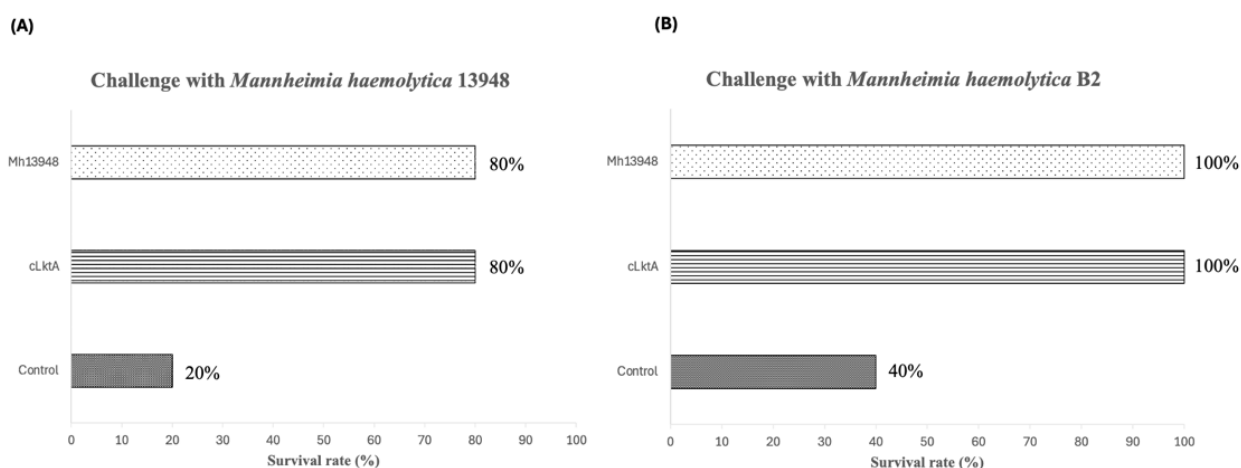 (A)
Challenge with Mannheimia haemolytica 13948
Mh13948
80%
cLktA
80%
Control
20%
0 10 20 30 40 50 60 70 80 90 100
Survival rate (%)
(B)
Challenge with Mannheimia haemolytica B2
Mh13948
100%
cLktA
100%
Control
40%
0 10 20 30 40 50 60 70 80 90 100
Survival rate (%)